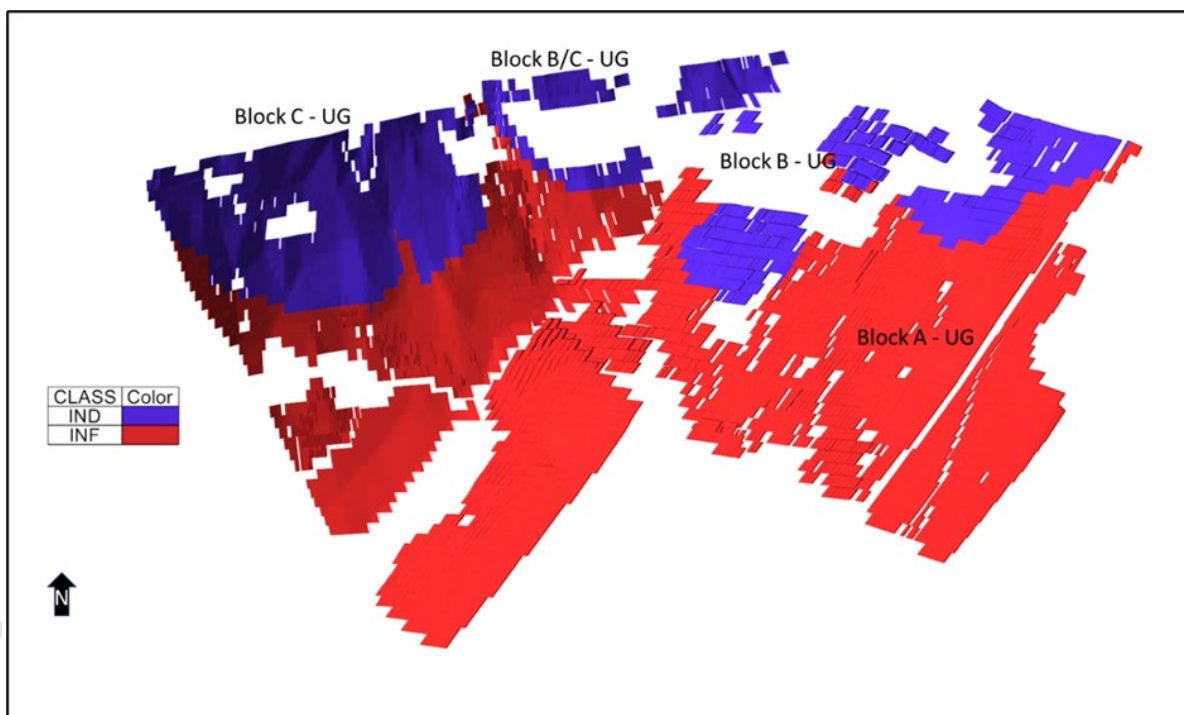 Block B/C - UG
Block C - UG
Block B - UG
Block A - UG
CLASS Color
IND
INF
N